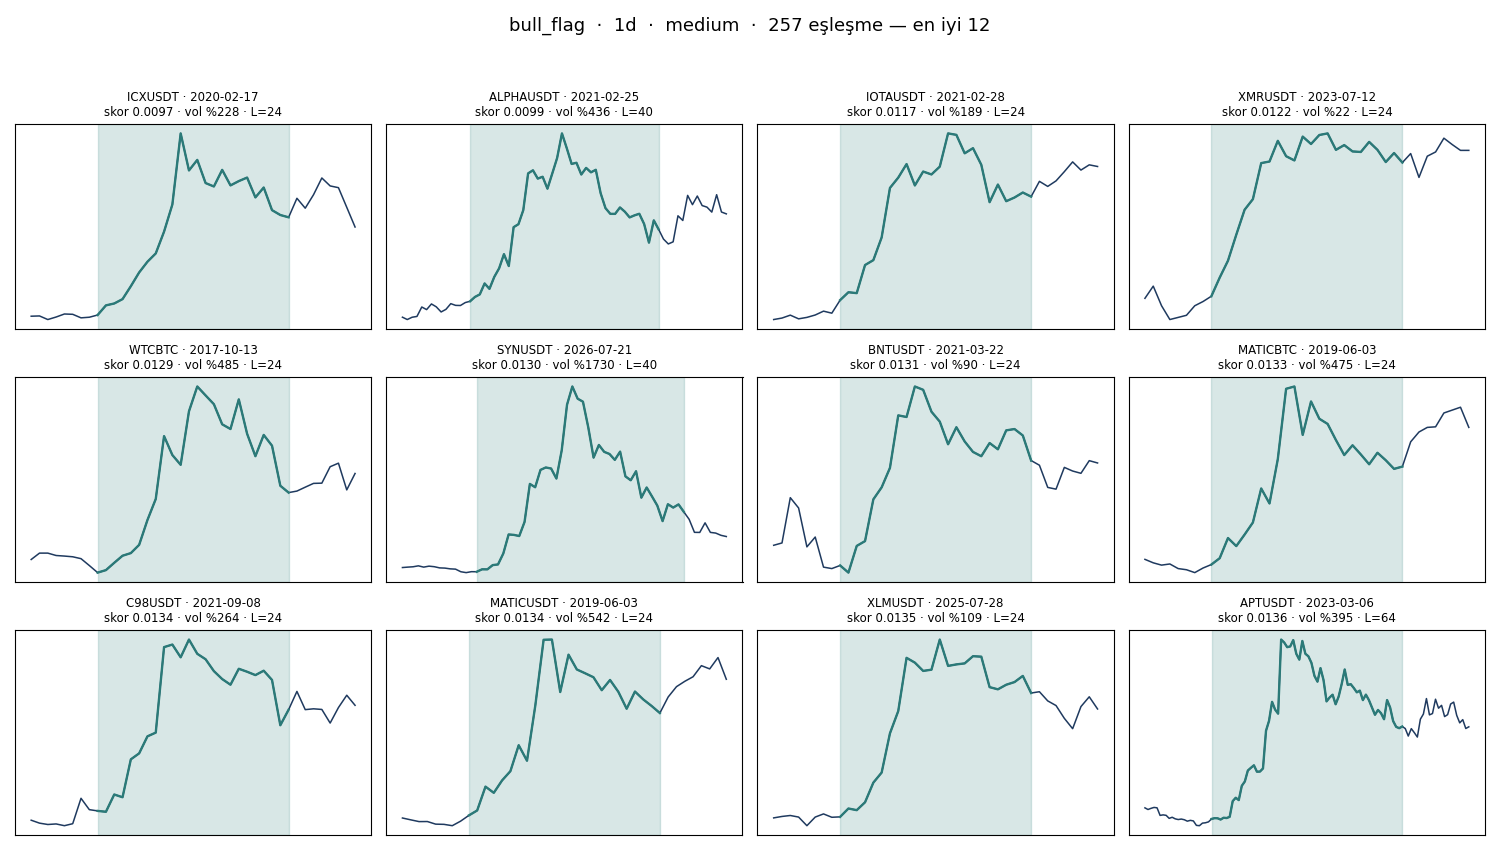 bull_flag · 1d · medium · 257 eşleşme — en iyi 12
ICXUSDT · 2020-02-17
skor 0.0097 · vol %228 · L=24
ALPHAUSDT · 2021-02-25
skor 0.0099 · vol %436 · L=40
IOTAUSDT · 2021-02-28
skor 0.0117 · vol %189 · L=24
XMRUSDT · 2023-07-12
skor 0.0122 · vol %22 · L=24
WTCBTC · 2017-10-13
skor 0.0129 · vol %485 · L=24
SYNUSDT · 2026-07-21
skor 0.0130 · vol %1730 · L=40
BNTUSDT · 2021-03-22
skor 0.0131 · vol %90 · L=24
MATICBTC · 2019-06-03
skor 0.0133 · vol %475 · L=24
C98USDT · 2021-09-08
skor 0.0134 · vol %264 · L=24
MATICUSDT · 2019-06-03
skor 0.0134 · vol %542 · L=24
XLMUSDT · 2025-07-28
skor 0.0135 · vol %109 · L=24
APTUSDT · 2023-03-06
skor 0.0136 · vol %395 · L=64